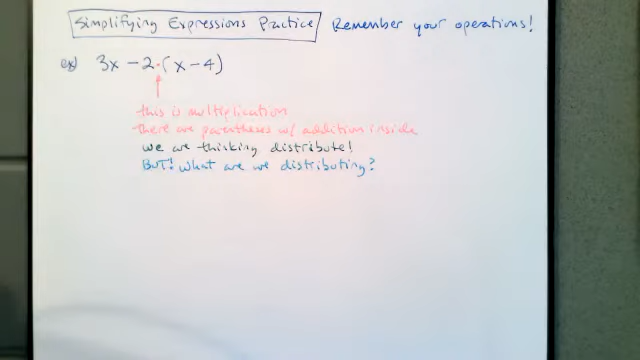 Simplifying Expressions Practice Remember your operations!
ex) 3x - 2 · (x - 4)
this is multiplication
there are parentheses w/ addition inside
we are thinking distribute!
BUT! What are we distributing?